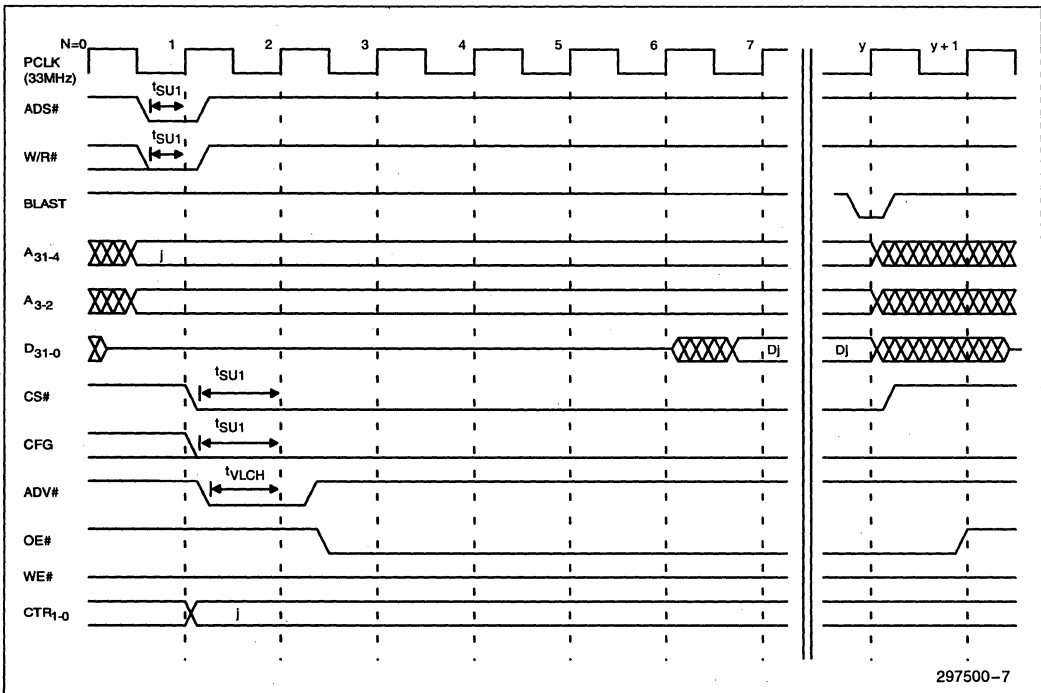 N=0 1 2 3 4 5 6 7 y y + 1
PCLK
(33MHz)
tSU1
ADS#
tSU1
W/R#
BLAST
A31-4 j
A3-2
D31-0 Dj Dj
tSU1
CS#
tSU1
CFG
tVLCH
ADV#
OE#
WE#
CTR1-0 j
297500-7